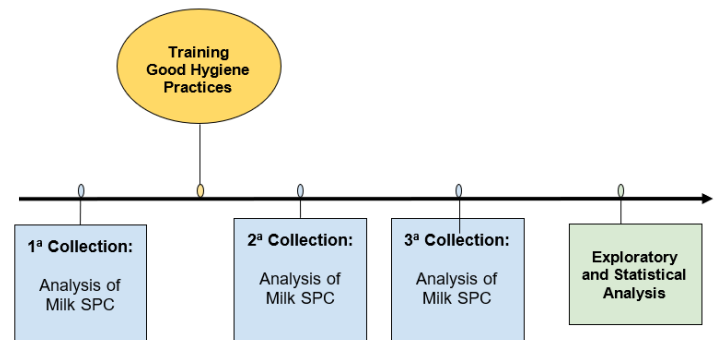 Training
Good Hygiene
Practices
1ª Collection:
Analysis of
Milk SPC
2ª Collection:
Analysis of
Milk SPC
3ª Collection:
Analysis of
Milk SPC
Exploratory
and Statistical
Analysis